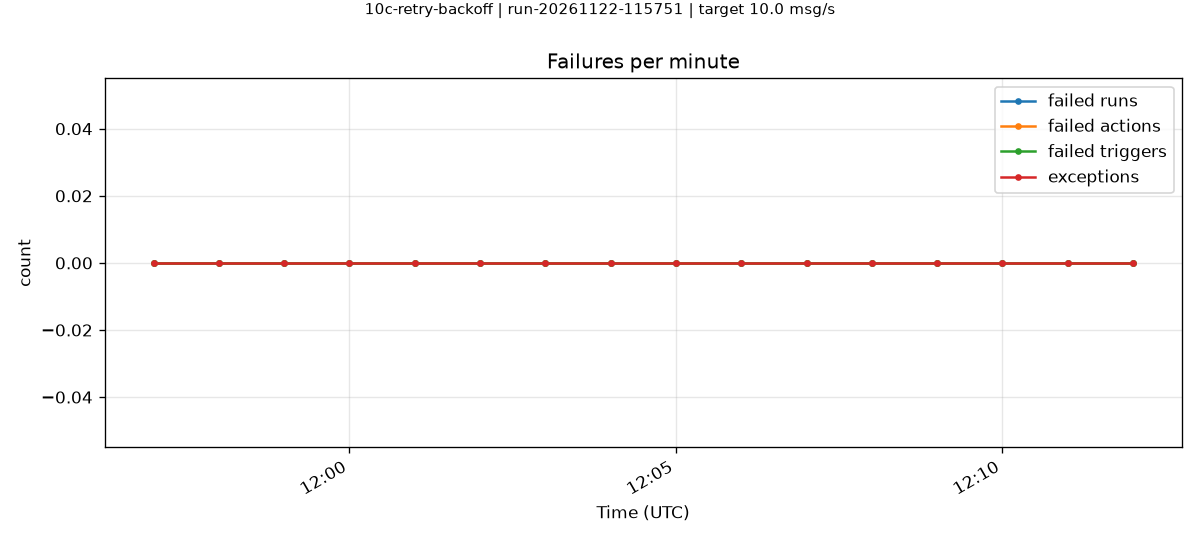 10c-retry-backoff | run-20261122-115751 | target 10.0 msg/s
Failures per minute
failed runs
failed actions
failed triggers
exceptions
0.04
0.02
0.00
−0.02
−0.04
count
12:00
12:05
12:10
Time (UTC)